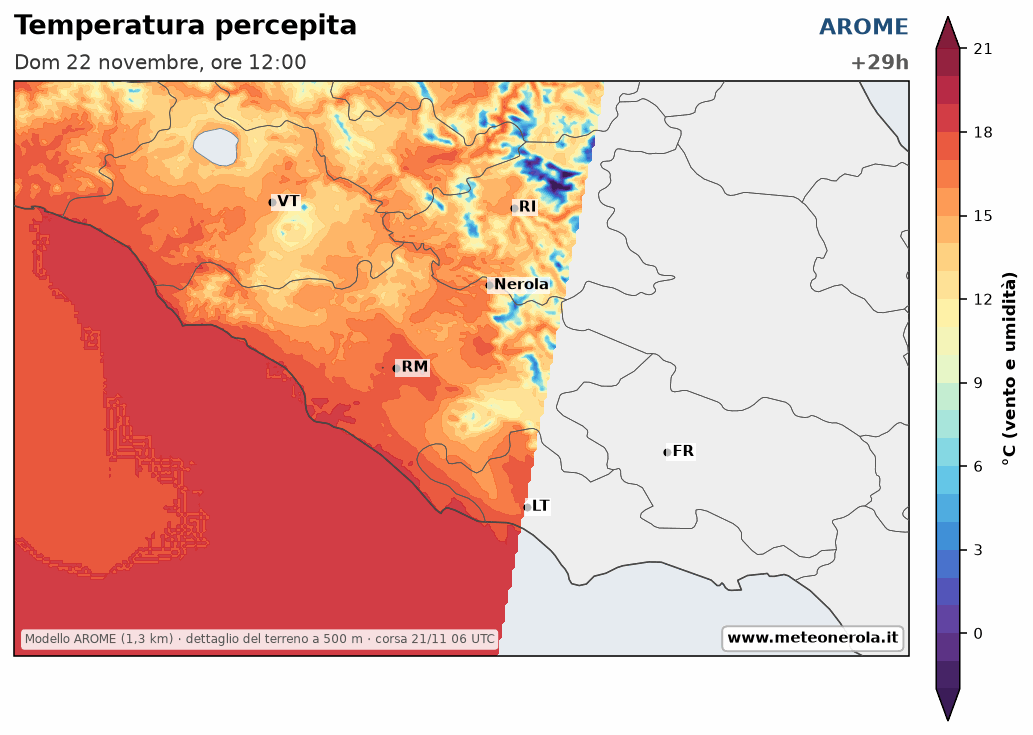 Temperatura percepita
AROME
Dom 22 novembre, ore 12:00
+29h
21
18
15
12
9
6
3
0
°C (vento e umidità)
VT
RI
Nerola
RM
FR
LT
Modello AROME (1,3 km) · dettaglio del terreno a 500 m · corsa 21/11 06 UTC
www.meteonerola.it